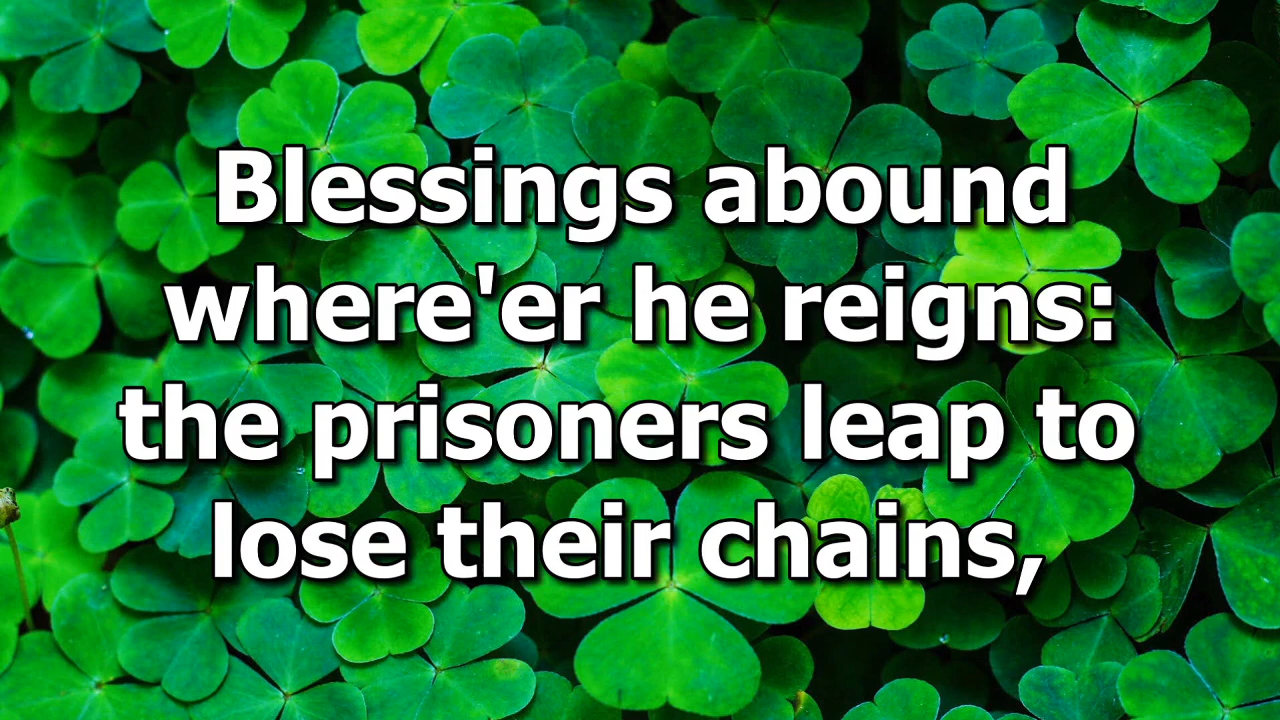 Blessings abound
where'er he reigns:
the prisoners leap to
lose their chains,